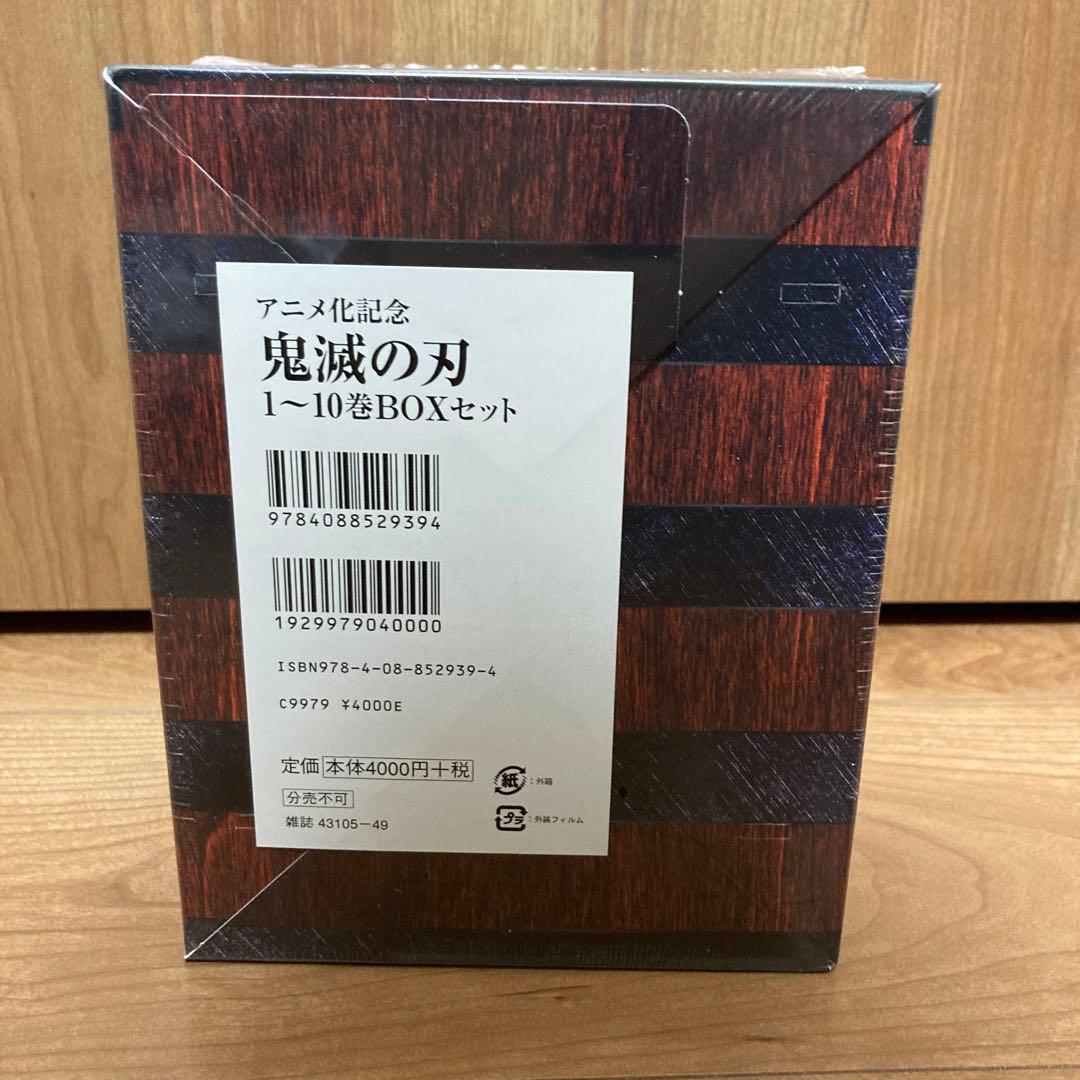 アニメ化記念
鬼滅の刃
1〜10巻BOXセット
9784088529394
1929979040000
ISBN978-4-08-852939-4
C9979 ¥4000E
定価 本体4000円+税
分売不可
雑誌 43105-49
紙:外箱
プラ:外装フィルム